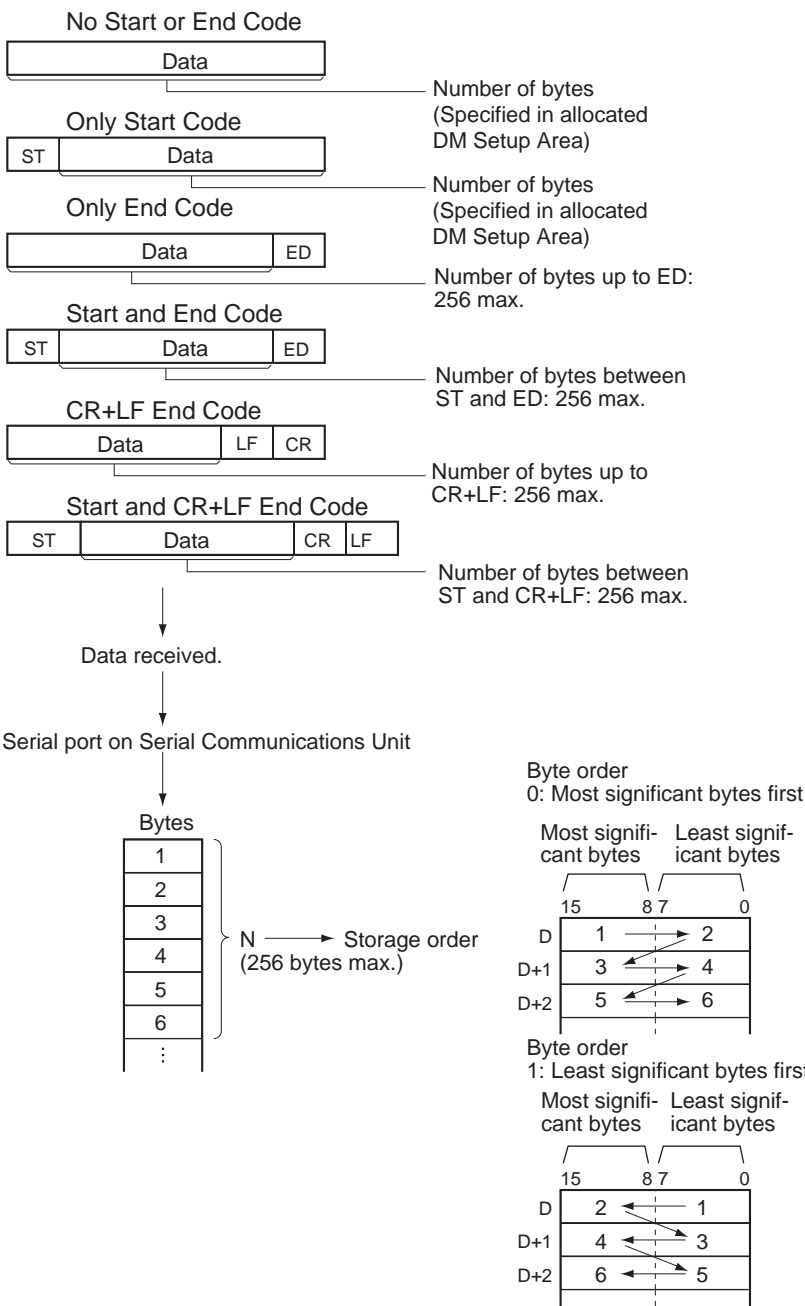 No Start or End Code
Data
Number of bytes
(Specified in allocated
DM Setup Area)
Only Start Code
ST Data
Number of bytes
(Specified in allocated
DM Setup Area)
Only End Code
Data ED
Number of bytes up to ED:
256 max.
Start and End Code
ST Data ED
Number of bytes between
ST and ED: 256 max.
CR+LF End Code
Data LF CR
Number of bytes up to
CR+LF: 256 max.
Start and CR+LF End Code
ST Data CR LF
Number of bytes between
ST and CR+LF: 256 max.
Data received.
Serial port on Serial Communications Unit
Bytes
1
2
3
4
5
6
⋮
N Storage order
(256 bytes max.)
Byte order
0: Most significant bytes first
Most signifi- Least signif-
cant bytes icant bytes
15 8 7 0
D 1 2
D+1 3 4
D+2 5 6
Byte order
1: Least significant bytes first
Most signifi- Least signif-
cant bytes icant bytes
15 8 7 0
D 2 1
D+1 4 3
D+2 6 5